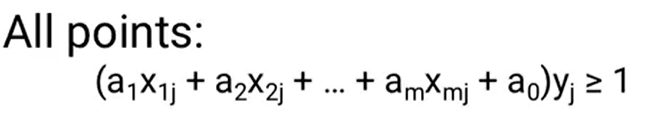 All points:
(a₁x₁ⱼ + a₂x₂ⱼ + ... + aₘxₘⱼ + a₀)yⱼ ≥ 1